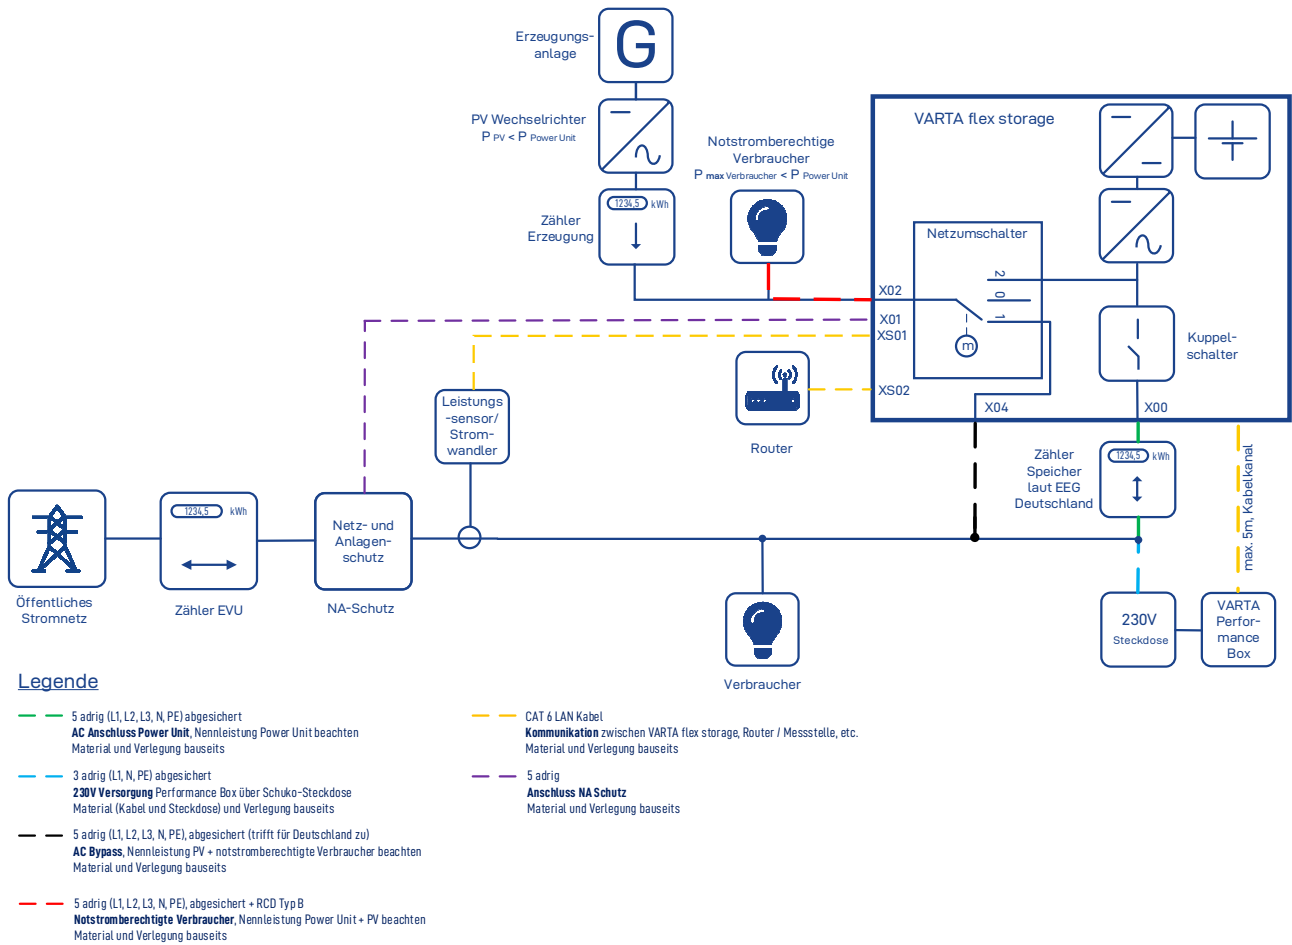 Erzeugungs-
anlage
G
PV Wechselrichter
P PV < P Power Unit
Zähler
Erzeugung
1234,5 kWh
Notstromberechtige
Verbraucher
P max Verbraucher < P Power Unit
VARTA flex storage
Netzumschalter
2
0
1
m
X02
X01
XS01
XS02
X04
X00
Kuppel-
schalter
Router
Leistungs
-sensor/
Strom-
wandler
Zähler
Speicher
laut EEG
Deutschland
1234,5 kWh
max. 5m, Kabelkanal
Öffentliches
Stromnetz
1234,5 kWh
Zähler EVU
Netz- und
Anlagen-
schutz
NA-Schutz
Verbraucher
230V
Steckdose
VARTA
Perfor-
mance
Box
Legende
5 adrig (L1, L2, L3, N, PE) abgesichert
AC Anschluss Power Unit, Nennleistung Power Unit beachten
Material und Verlegung bauseits
3 adrig (L1, N, PE) abgesichert
230V Versorgung Performance Box über Schuko-Steckdose
Material (Kabel und Steckdose) und Verlegung bauseits
5 adrig (L1, L2, L3, N, PE), abgesichert (trifft für Deutschland zu)
AC Bypass, Nennleistung PV + notstromberechtigte Verbraucher beachten
Material und Verlegung bauseits
5 adrig (L1, L2, L3, N, PE), abgesichert + RCD Typ B
Notstromberechtigte Verbraucher, Nennleistung Power Unit + PV beachten
Material und Verlegung bauseits
CAT 6 LAN Kabel
Kommunikation zwischen VARTA flex storage, Router / Messstelle, etc.
Material und Verlegung bauseits
5 adrig
Anschluss NA Schutz
Material und Verlegung bauseits